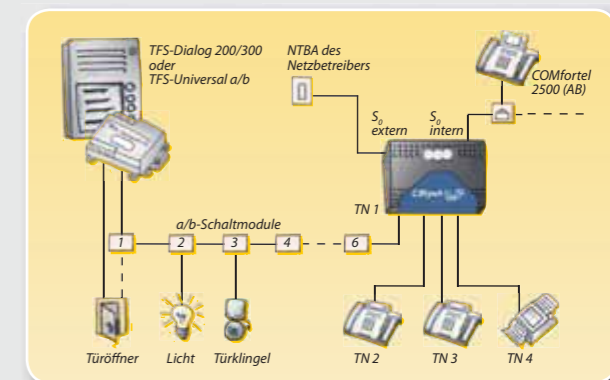 TFS-Dialog 200/300
oder
TFS-Universal a/b
NTBA des
Netzbetreibers
COMfortel
2500 (AB)
S₀
extern
S₀
intern
TN 1
a/b-Schaltmodule
1
2
3
4
6
Türöffner
Licht
Türklingel
TN 2
TN 3
TN 4